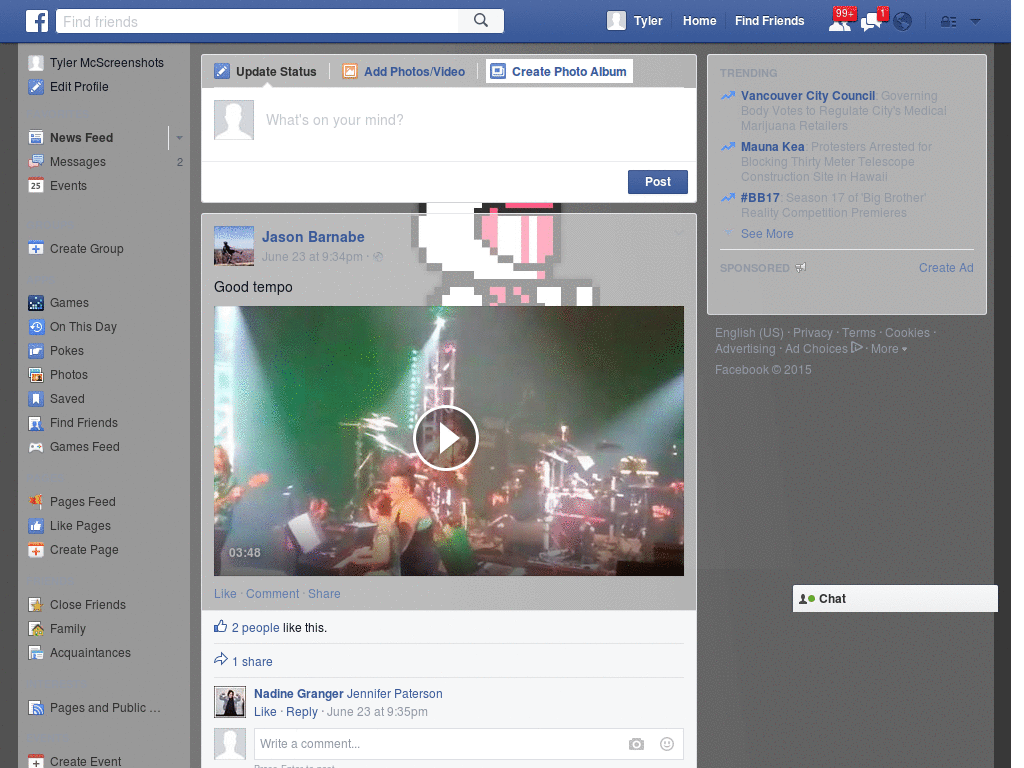 f
Find friends
Tyler
Home
Find Friends
99+
1
Tyler McScreenshots
Edit Profile
News Feed
Messages
2
25
Events
Create Group
Games
On This Day
Pokes
Photos
Saved
Find Friends
Games Feed
Pages Feed
Like Pages
Create Page
Close Friends
Family
Acquaintances
Pages and Public ...
Create Event
Update Status
Add Photos/Video
Create Photo Album
What's on your mind?
Post
Jason Barnabe
June 23 at 9:34pm ·
Good tempo
03:48
Like · Comment · Share
2 people like this.
1 share
Nadine Granger Jennifer Paterson
Like · Reply · June 23 at 9:35pm
Write a comment...
Press Enter to post.
TRENDING
Vancouver City Council: Governing
Body Votes to Regulate City's Medical
Marijuana Retailers
Mauna Kea: Protesters Arrested for
Blocking Thirty Meter Telescope
Construction Site in Hawaii
#BB17: Season 17 of 'Big Brother'
Reality Competition Premieres
See More
SPONSORED
Create Ad
English (US) · Privacy · Terms · Cookies ·
Advertising · Ad Choices · More
Facebook © 2015
Chat